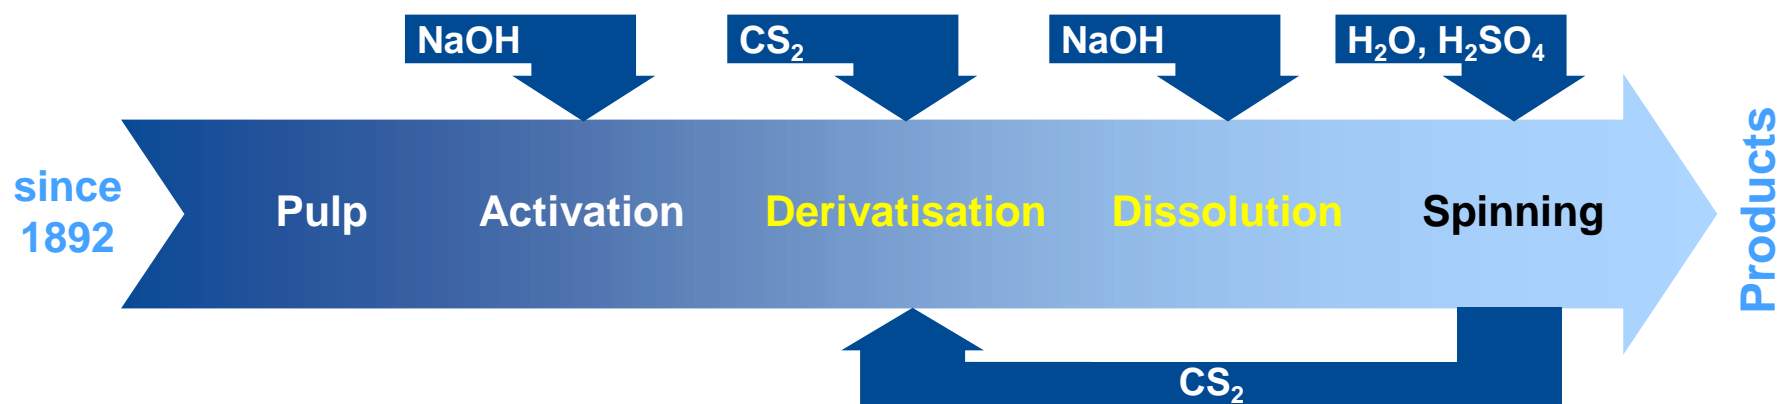 NaOH
CS₂
NaOH
H₂O, H₂SO₄
since
1892
Pulp
Activation
Derivatisation
Dissolution
Spinning
Products
CS₂